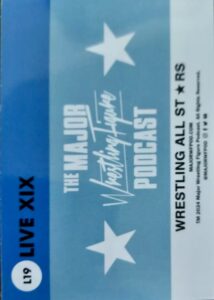 L19
LIVE XIX
THE MAJOR
Wrestling Figure
PODCAST
WRESTLING ALL ST★RS
MAJORWFPOD.COM
@MAJORWFPOD
TM 2024 Major Wrestling Figure Podcast. All Rights Reserved.